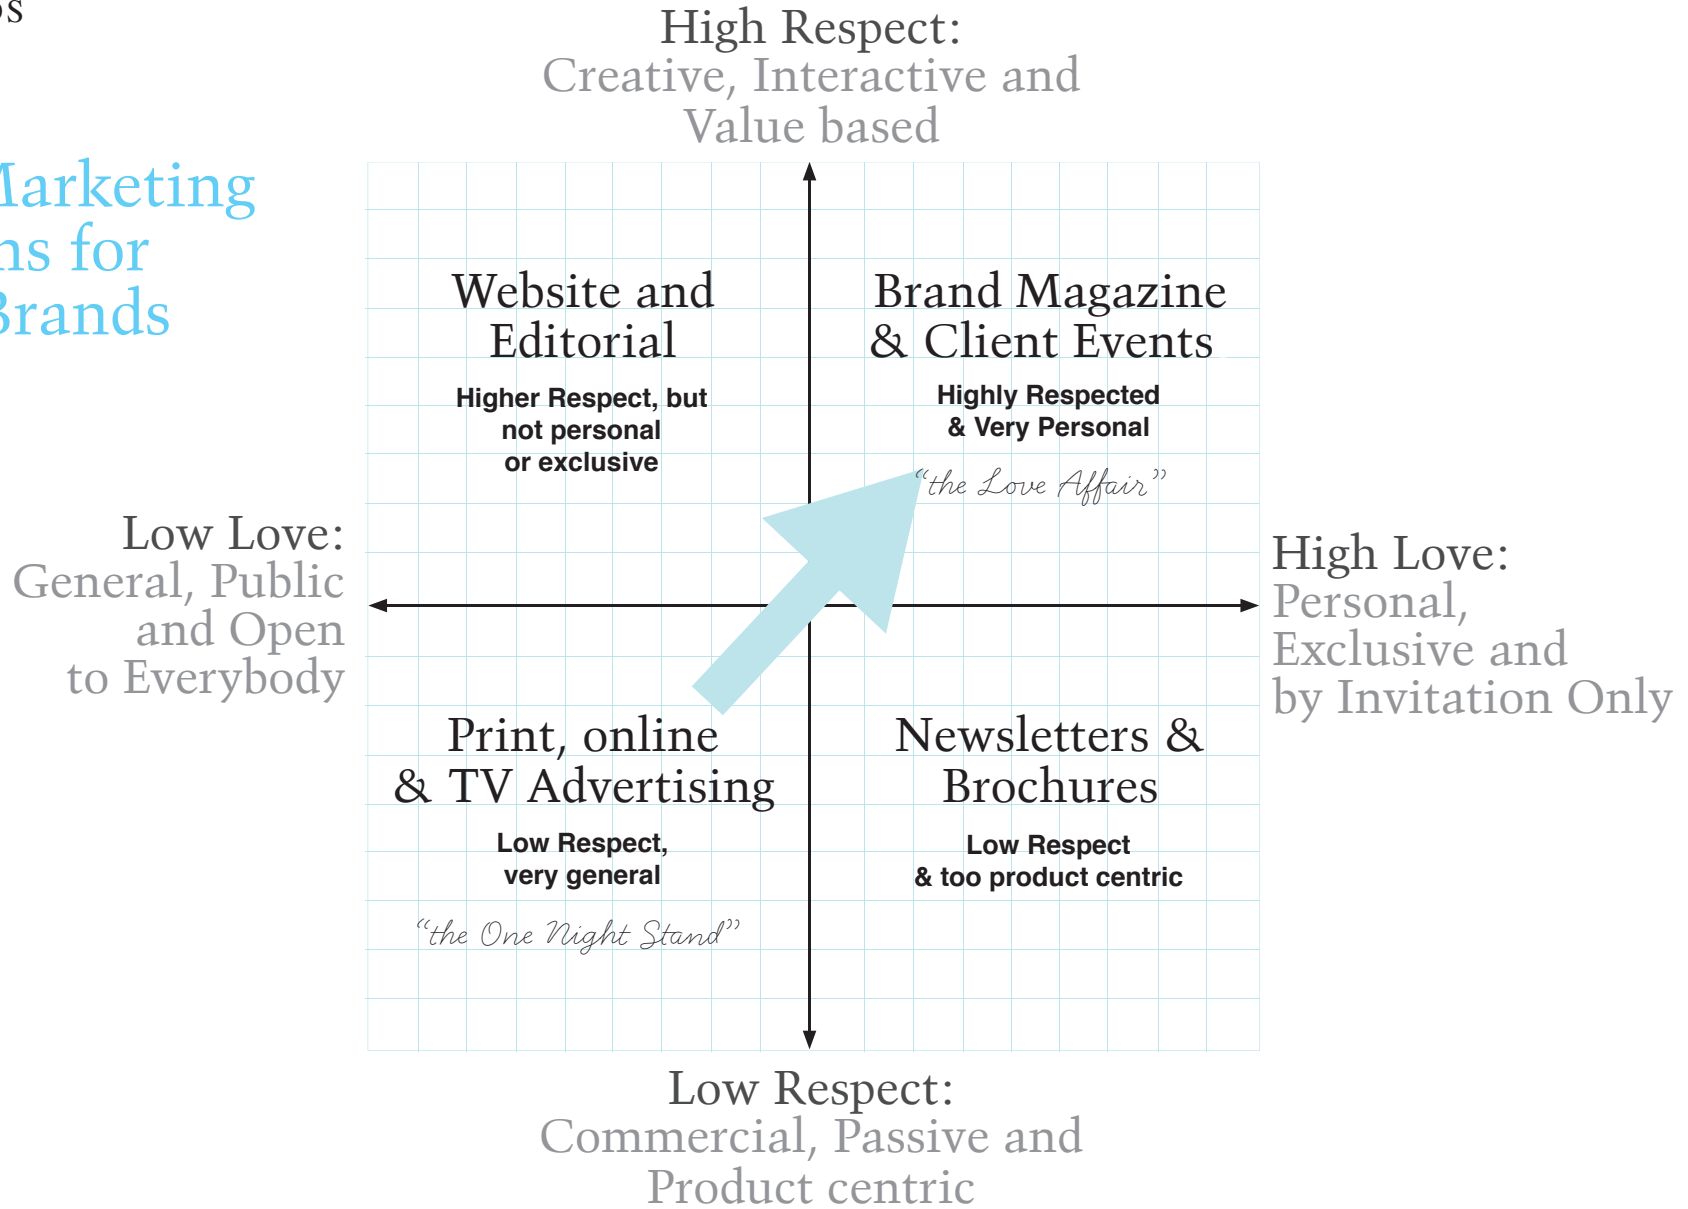 High Respect:
Creative, Interactive and
Value based
for
Brands
Website and
Editorial
Higher Respect, but
not personal
or exclusive
Brand Magazine
& Client Events
Highly Respected
& Very Personal
“the Love Affair”
Low Love:
General, Public
and Open
to Everybody
High Love:
Personal,
Exclusive and
by Invitation Only
Print, online
& TV Advertising
Low Respect,
very general
“the One Night Stand”
Newsletters &
Brochures
Low Respect
& too product centric
Low Respect:
Commercial, Passive and
Product centric